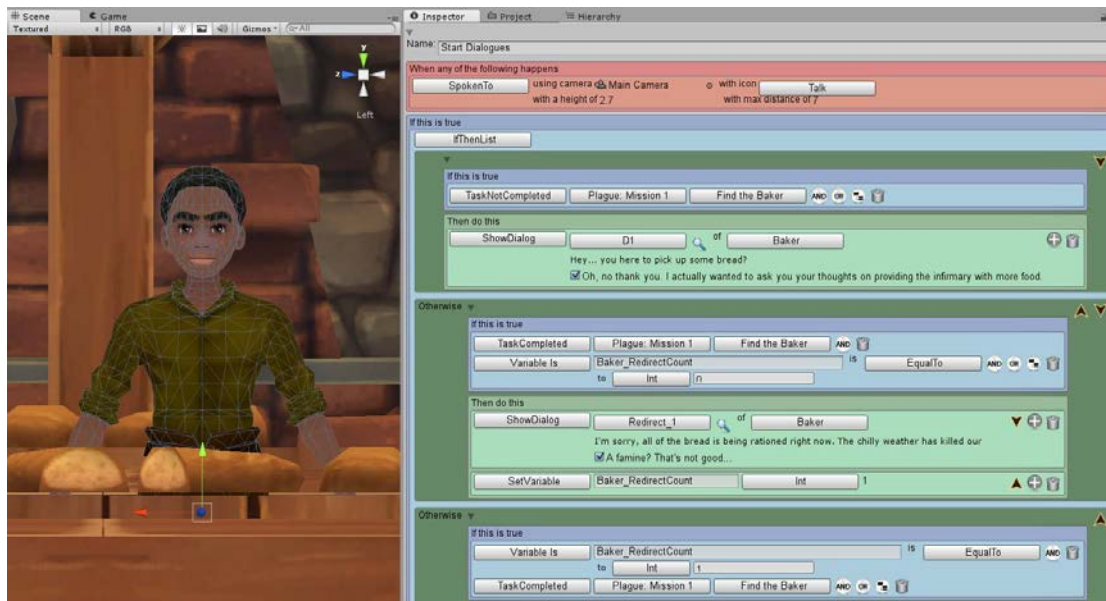 Scene
Game
Textured RGB Gizmos All
y
z
Left
Inspector Project Hierarchy
Name: Start Dialogues
When any of the following happens
SpokenTo using camera Main Camera with icon Talk
with a height of 2.7 with max distance of 7
If this is true
IfThenList
If this is true
TaskNotCompleted Plague: Mission 1 Find the Baker AND OR
Then do this
ShowDialog D1 of Baker
Hey... you here to pick up some bread?
Oh, no thank you. I actually wanted to ask you your thoughts on providing the infirmary with more food.
Otherwise
If this is true
TaskCompleted Plague: Mission 1 Find the Baker AND
Variable Is Baker_RedirectCount is EqualTo AND OR
to Int 0
Then do this
ShowDialog Redirect_1 of Baker
I'm sorry, all of the bread is being rationed right now. The chilly weather has killed our
A famine? That's not good...
SetVariable Baker_RedirectCount Int 1
Otherwise
If this is true
Variable Is Baker_RedirectCount is EqualTo AND
to Int 1
TaskCompleted Plague: Mission 1 Find the Baker AND OR